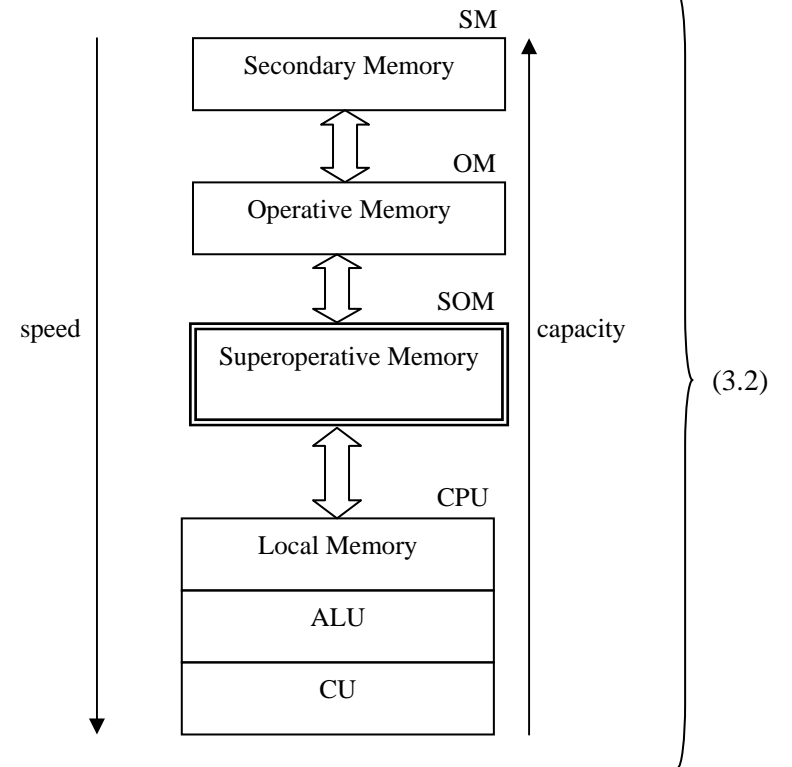 SM
Secondary Memory
OM
Operative Memory
SOM
speed
capacity
Superoperative Memory
(3.2)
CPU
Local Memory
ALU
CU